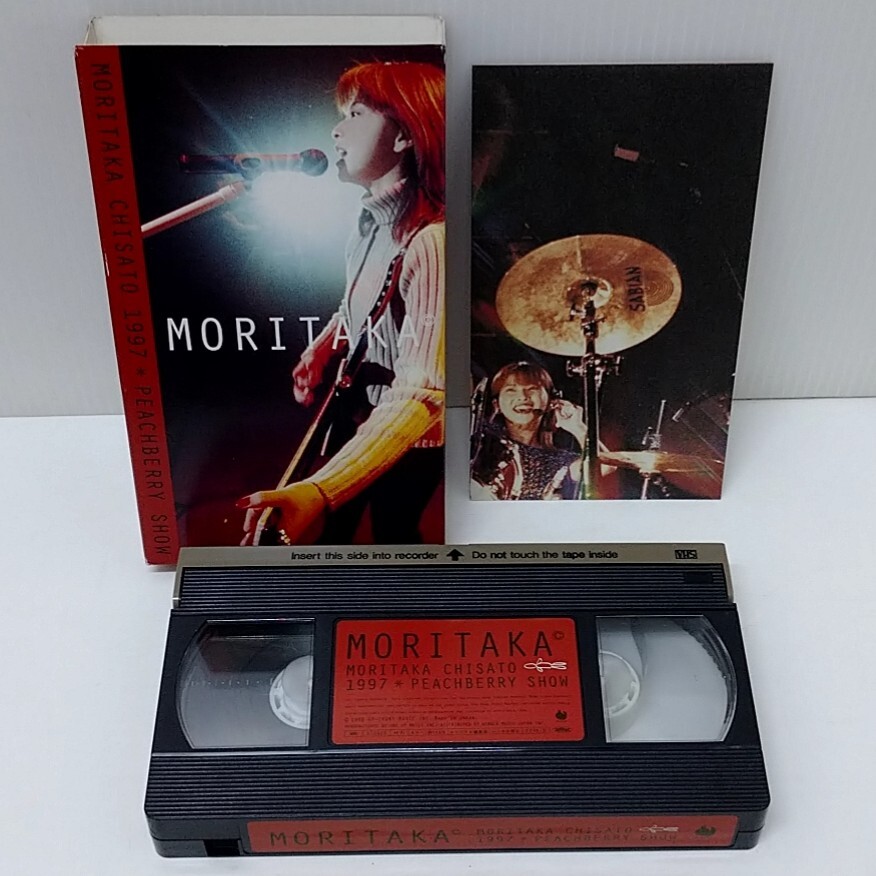 MORITAKA CHISATO 1997 * PEACHBERRY SHOW
MORITAKA©
SABIAN
Insert this side into recorder ↑ Do not touch the tape inside VHS
MORITAKA©
MORITAKA CHISATO
1997 * PEACHBERRY SHOW
MORITAKA© MORITAKA CHISATO
1997 * PEACHBERRY SHOW